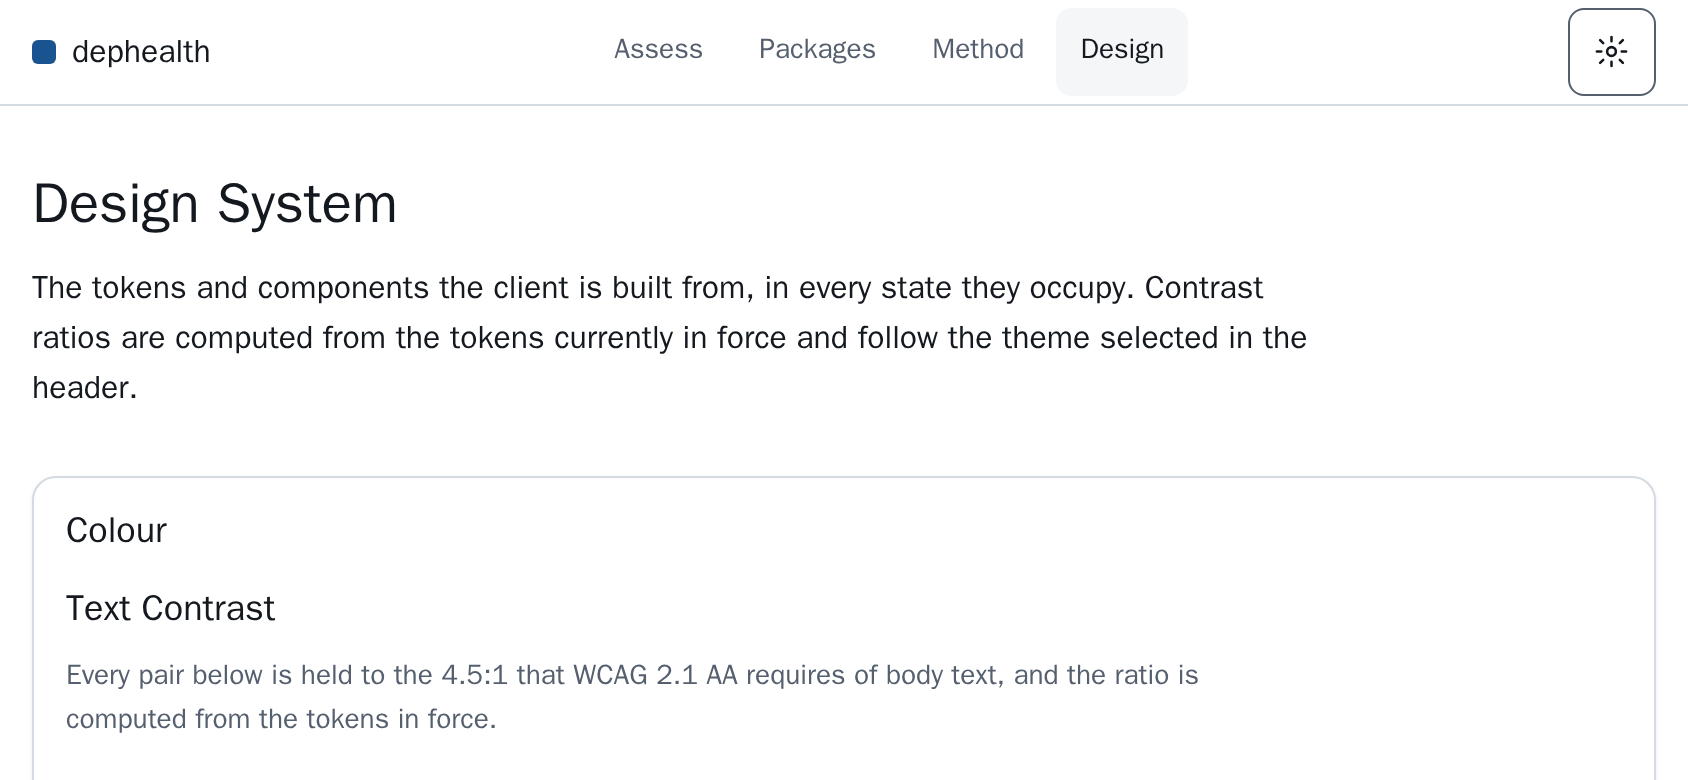 dephealth
Assess
Packages
Method
Design
Design System
The tokens and components the client is built from, in every state they occupy. Contrast
ratios are computed from the tokens currently in force and follow the theme selected in the
header.
Colour
Text Contrast
Every pair below is held to the 4.5:1 that WCAG 2.1 AA requires of body text, and the ratio is
computed from the tokens in force.